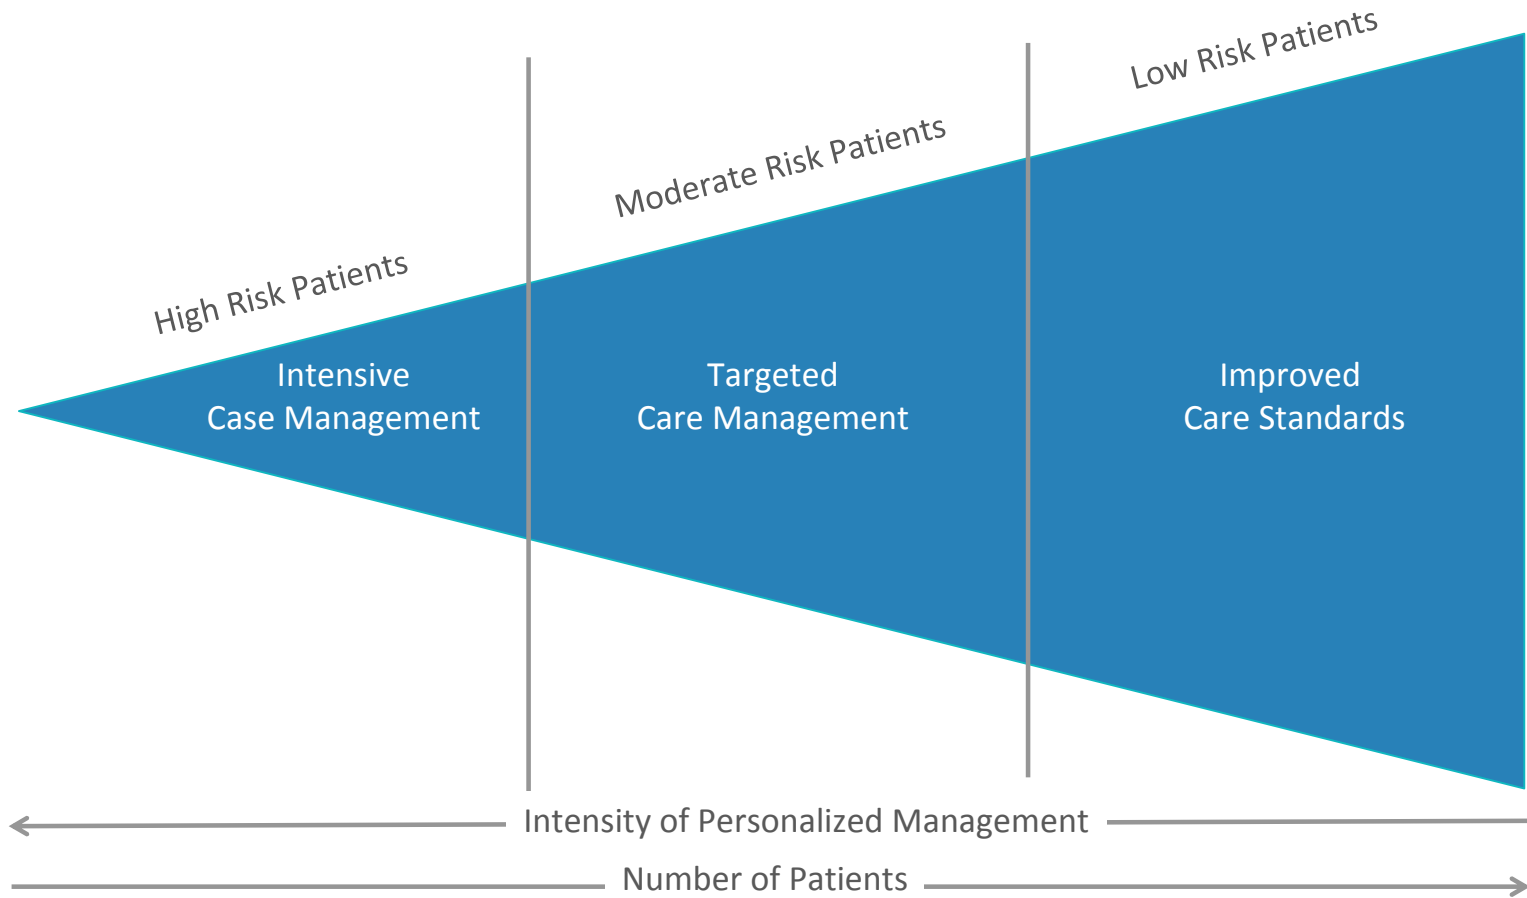 High Risk Patients
Moderate Risk Patients
Low Risk Patients
Intensive
Case Management
Targeted
Care Management
Improved
Care Standards
Intensity of Personalized Management
Number of Patients